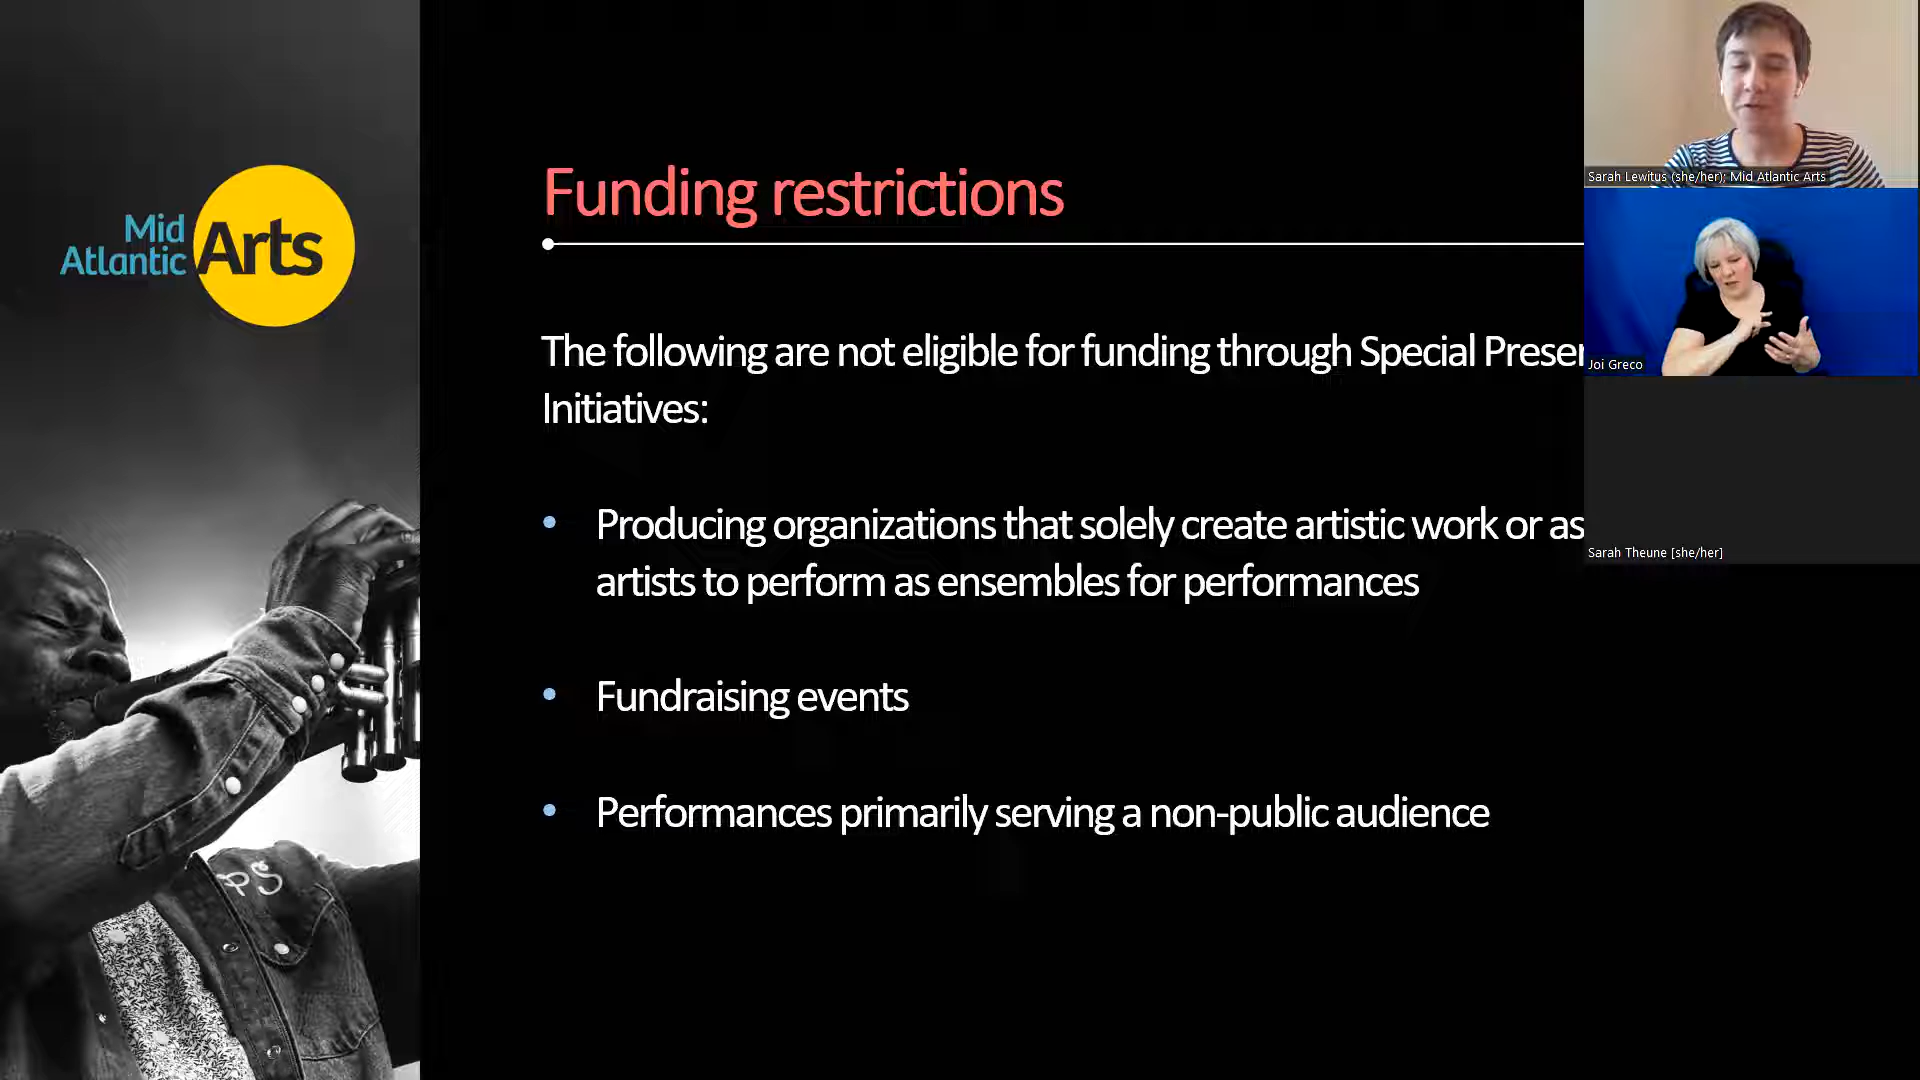 Mid
Atlantic
Arts
Funding restrictions
The following are not eligible for funding through Special
Initiatives:
• Producing organizations that solely create artistic work or
artists to perform as ensembles for performances
• Fundraising events
• Performances primarily serving a non-public audience
Sarah Lewitus (she/her); Mid Atlantic Arts
Joi Greco
Sarah Theune [she/her]
PS